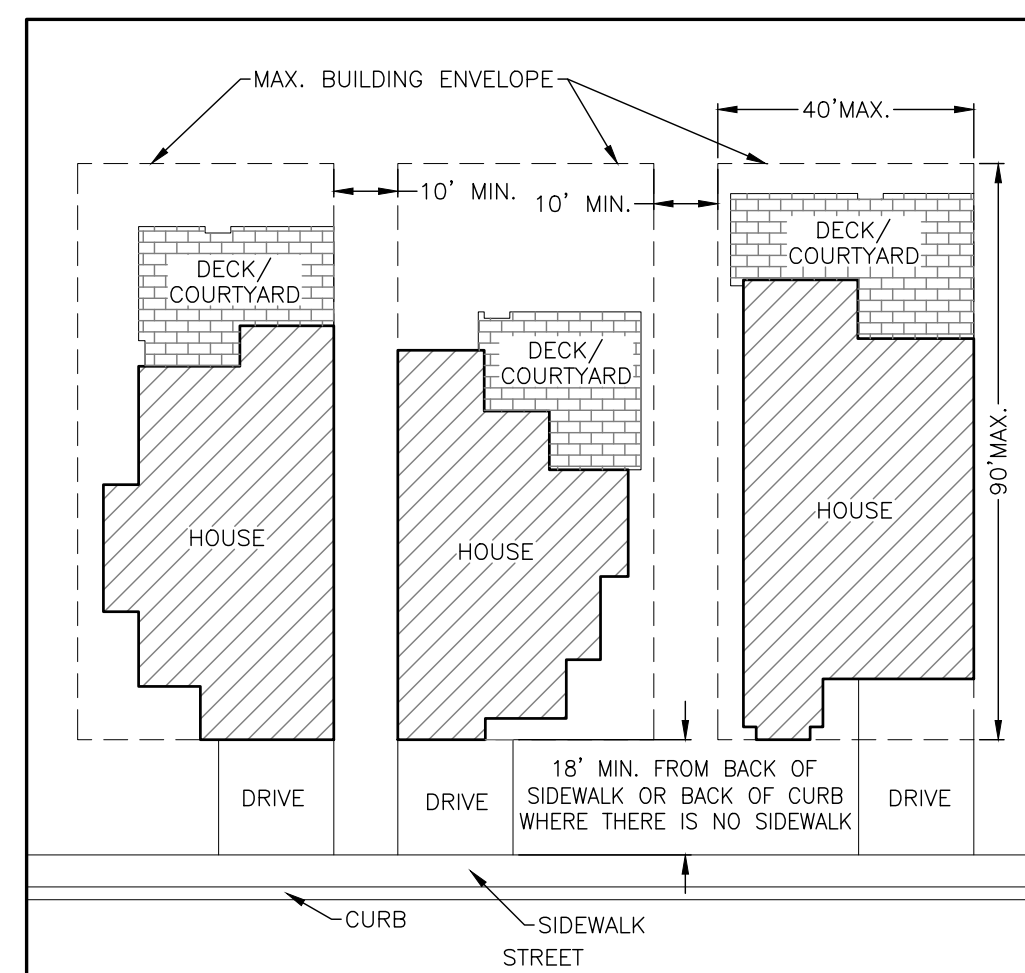 MAX. BUILDING ENVELOPE
40'MAX.
10' MIN.
10' MIN.
DECK/
COURTYARD
DECK/
COURTYARD
DECK/
COURTYARD
90'MAX.
HOUSE
HOUSE
HOUSE
18' MIN. FROM BACK OF
SIDEWALK OR BACK OF CURB
WHERE THERE IS NO SIDEWALK
DRIVE
DRIVE
DRIVE
CURB
SIDEWALK
STREET